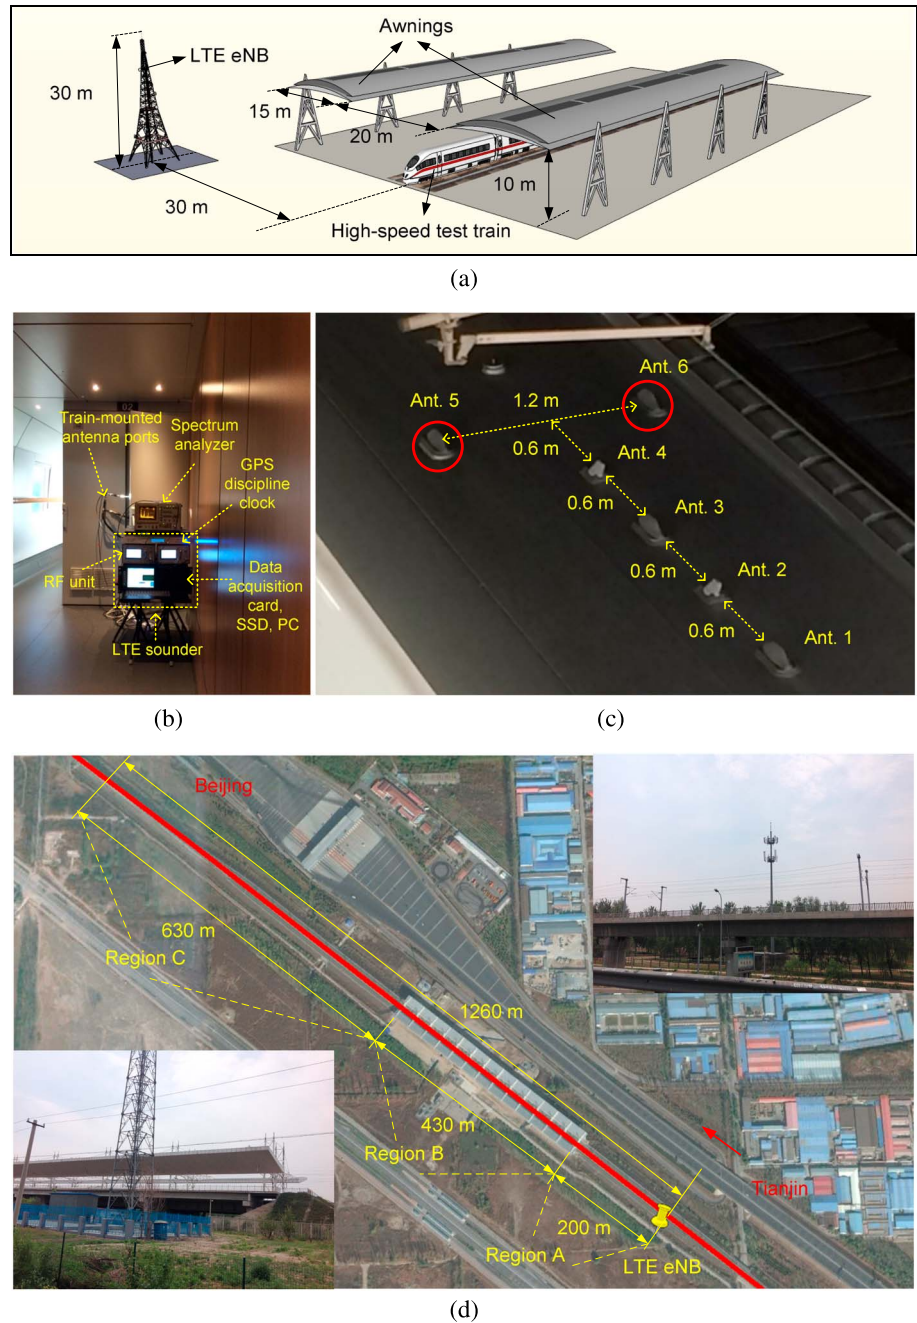 Awnings
LTE eNB
30 m
15 m
20 m
10 m
30 m
High-speed test train
(a)
Train-mounted
antenna ports
Spectrum
analyzer
GPS
discipline
clock
RF unit
Data
acquisition
card,
SSD, PC
LTE sounder
(b)
Ant. 6
Ant. 5
1.2 m
0.6 m
Ant. 4
0.6 m
Ant. 3
0.6 m
Ant. 2
0.6 m
Ant. 1
(c)
Beijing
630 m
Region C
1260 m
430 m
Region B
Tianjin
200 m
Region A
LTE eNB
(d)